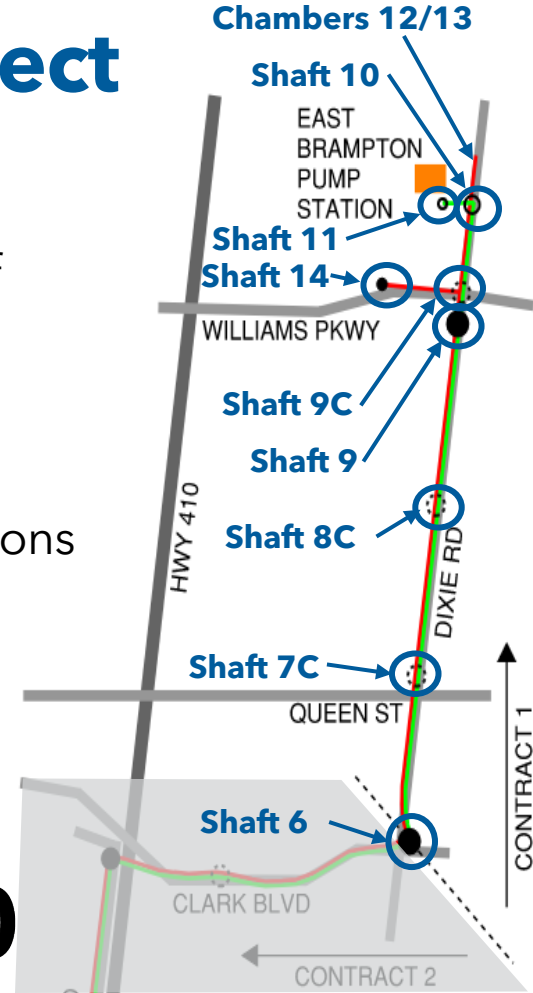 ect
Chambers 12/13
Shaft 10
EAST
BRAMPTON
PUMP
STATION
Shaft 11
Shaft 14
WILLIAMS PKWY
Shaft 9C
Shaft 9
HWY 410
ons
Shaft 8C
DIXIE RD
Shaft 7C
QUEEN ST
CONTRACT 1
Shaft 6
CLARK BLVD
CONTRACT 2